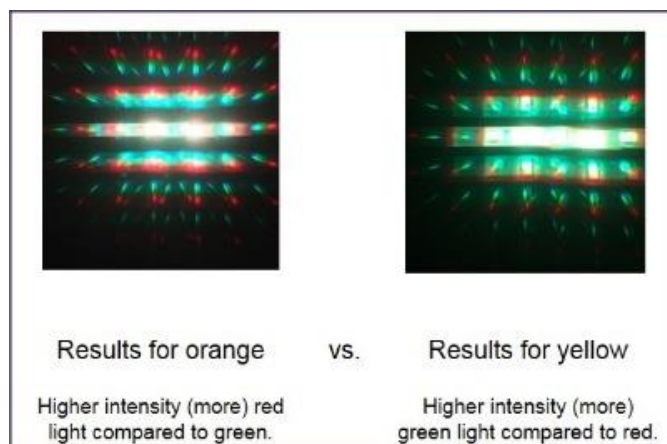 Results for orange vs. Results for yellow
Higher intensity (more) red
light compared to green.
Higher intensity (more)
green light compared to red.